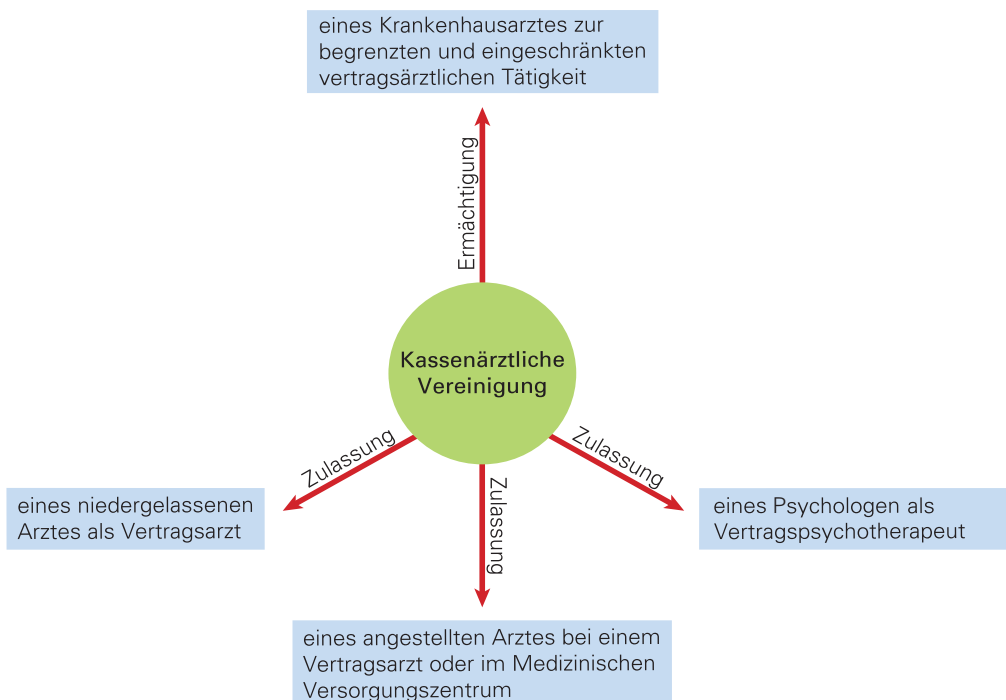 eines Krankenhausarztes zur
begrenzten und eingeschränkten
vertragsärztlichen Tätigkeit
Ermächtigung
Kassenärztliche
Vereinigung
Zulassung
Zulassung
Zulassung
eines niedergelassenen
Arztes als Vertragsarzt
eines Psychologen als
Vertragspsychotherapeut
eines angestellten Arztes bei einem
Vertragsarzt oder im Medizinischen
Versorgungszentrum